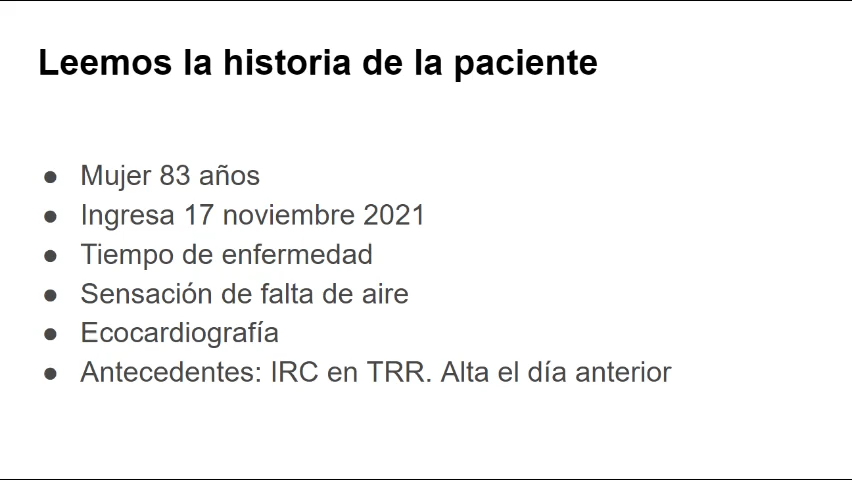 Leemos la historia de la paciente
● Mujer 83 años
● Ingresa 17 noviembre 2021
● Tiempo de enfermedad
● Sensación de falta de aire
● Ecocardiografía
● Antecedentes: IRC en TRR. Alta el día anterior